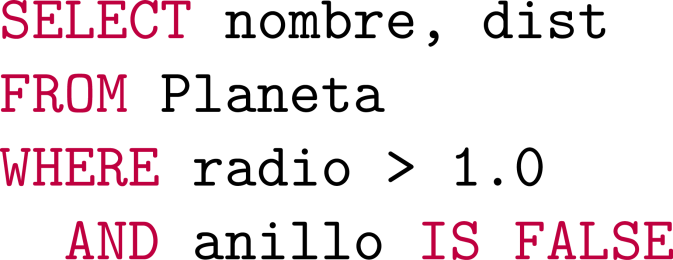 SELECT nombre, dist
FROM Planeta
WHERE radio > 1.0
  AND anillo IS FALSE